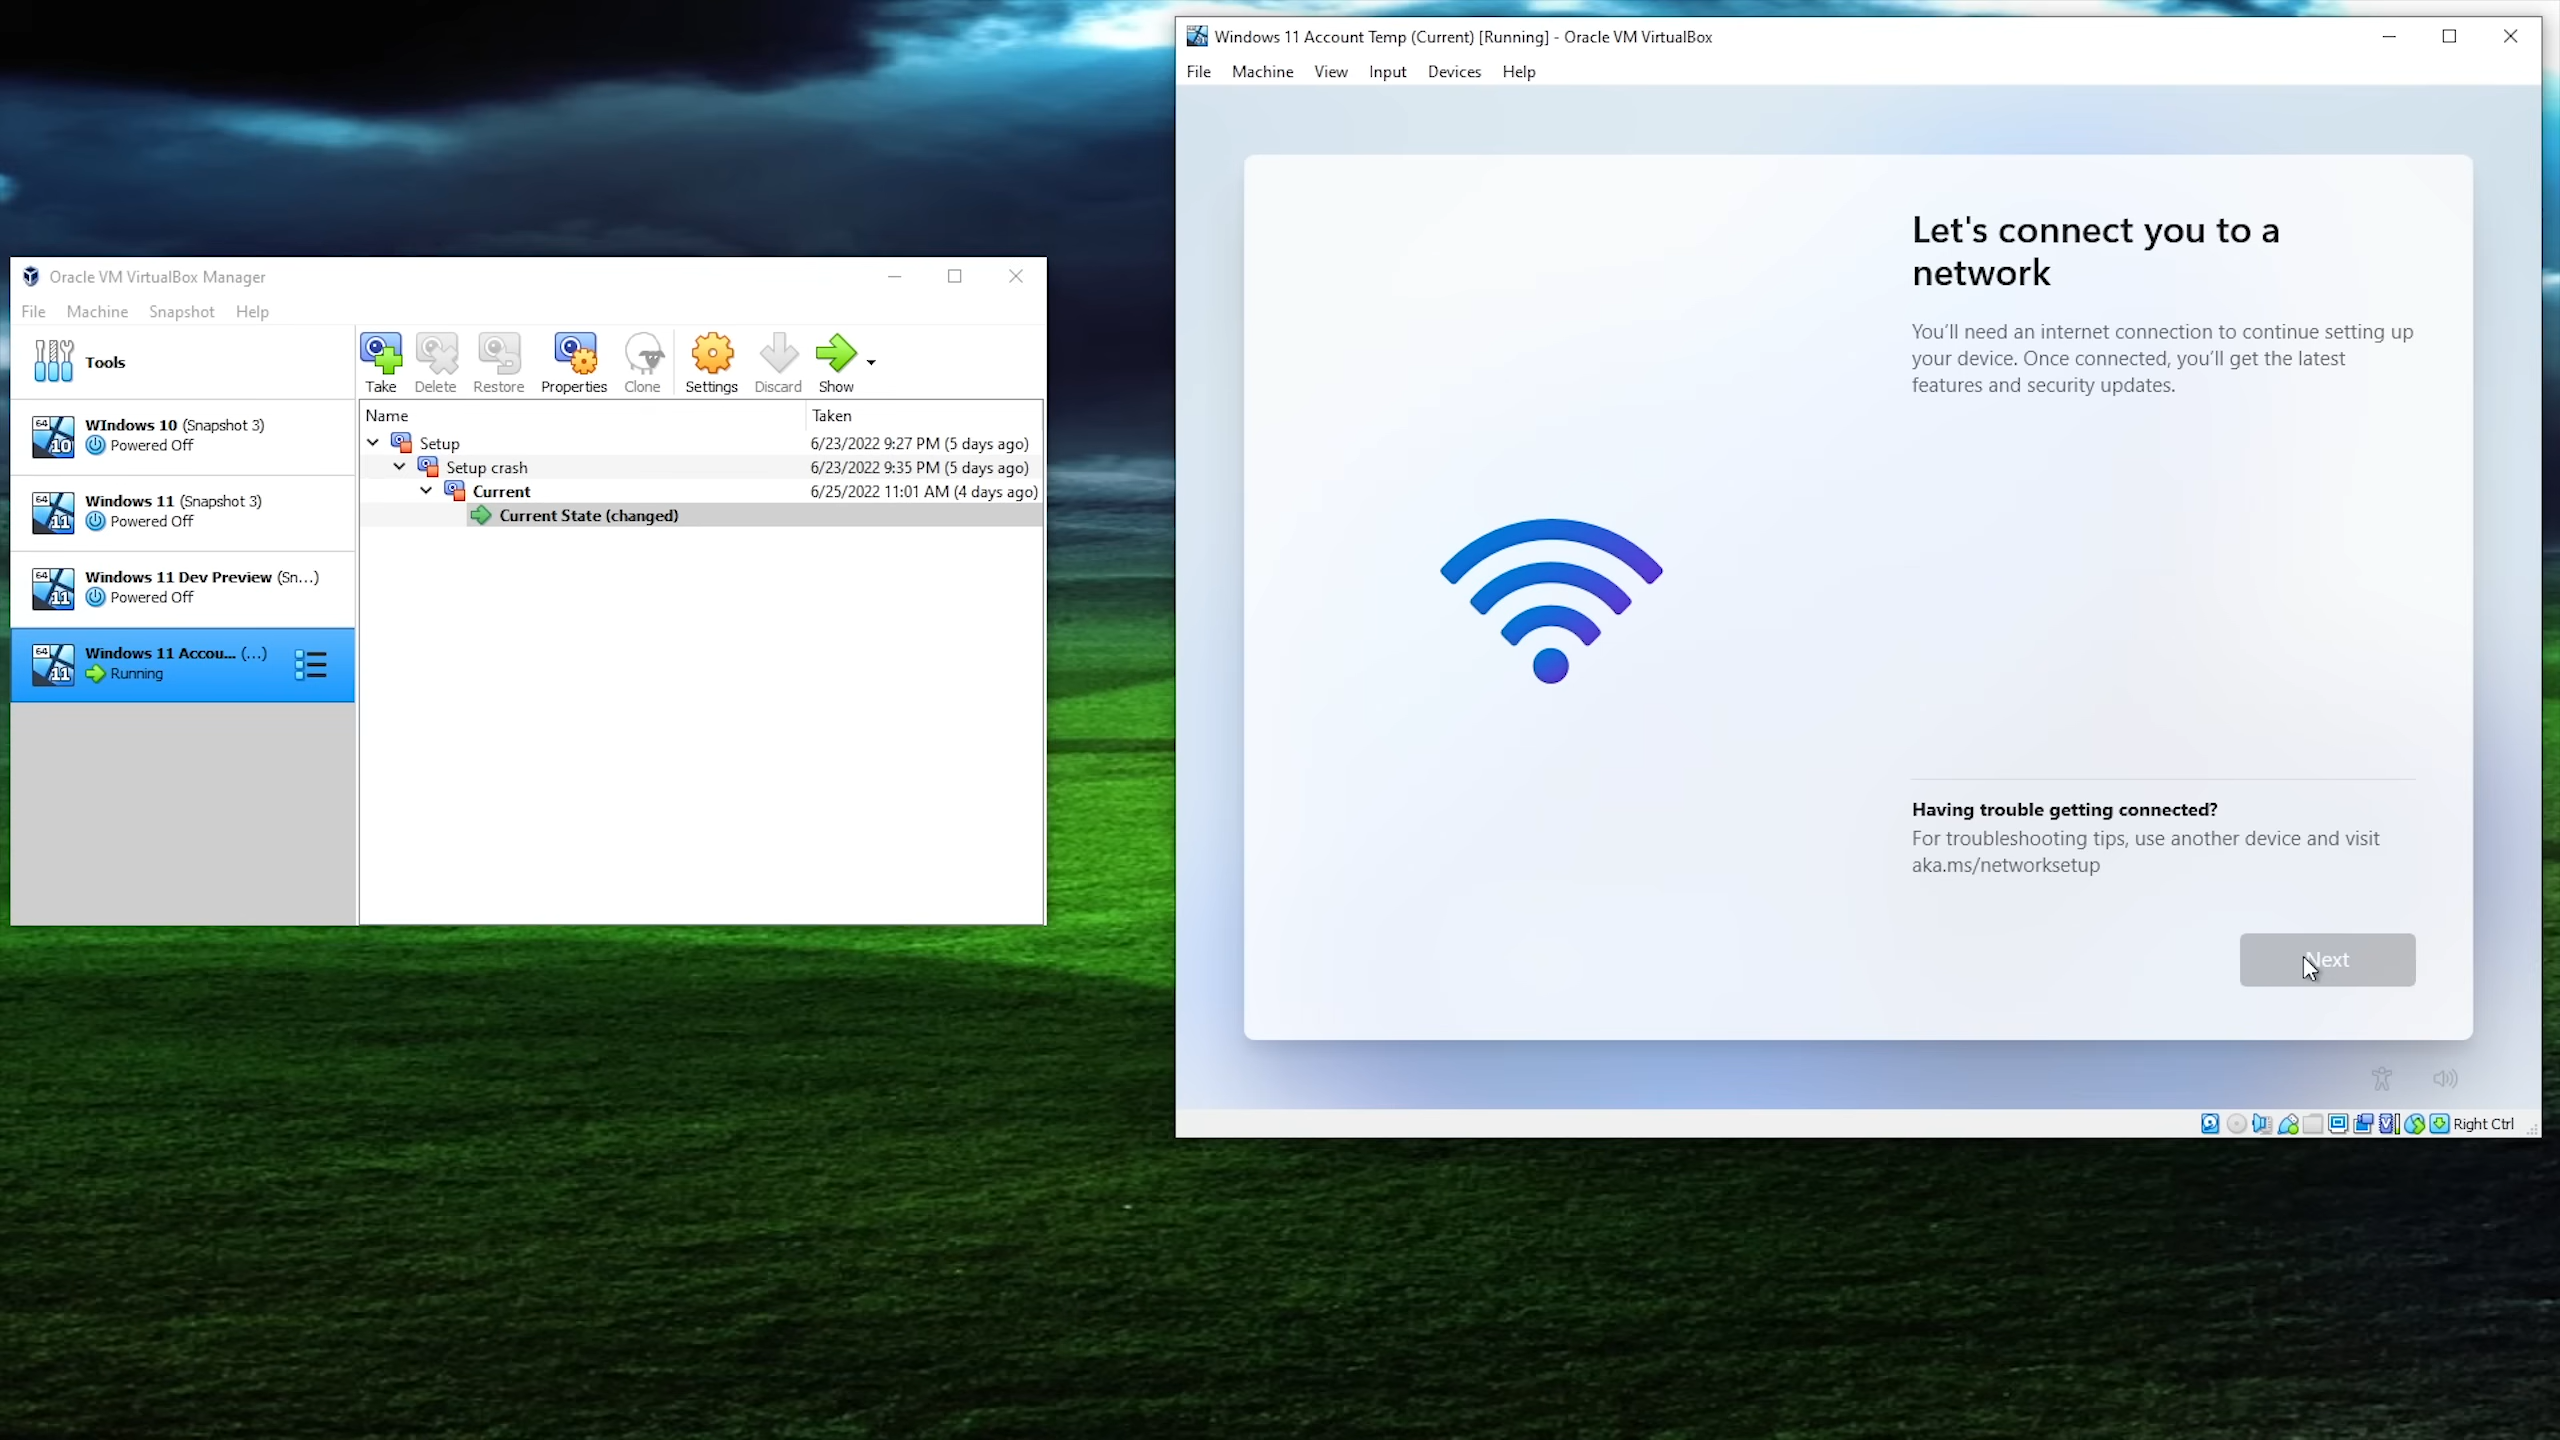 Oracle VM VirtualBox Manager
File Machine Snapshot Help
Tools
WIndows 10 (Snapshot 3)
Powered Off
Windows 11 (Snapshot 3)
Powered Off
Windows 11 Dev Preview (Sn...)
Powered Off
Windows 11 Accou... (...)
Running
Take Delete Restore Properties Clone Settings Discard Show
Name Taken
Setup 6/23/2022 9:27 PM (5 days ago)
Setup crash 6/23/2022 9:35 PM (5 days ago)
Current 6/25/2022 11:01 AM (4 days ago)
Current State (changed)
Windows 11 Account Temp (Current) [Running] - Oracle VM VirtualBox
File Machine View Input Devices Help
Let's connect you to a
network
You'll need an internet connection to continue setting up
your device. Once connected, you'll get the latest
features and security updates.
Having trouble getting connected?
For troubleshooting tips, use another device and visit
aka.ms/networksetup
Next
Right Ctrl